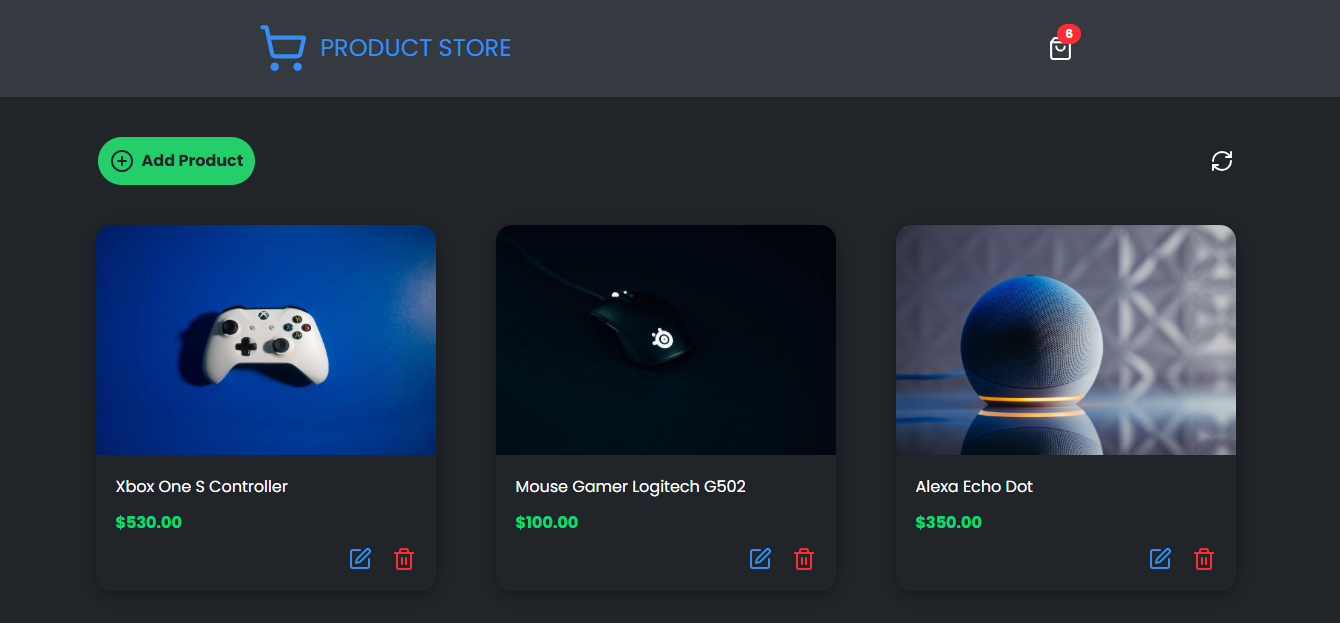 PRODUCT STORE
6
Add Product
Xbox One S Controller
$530.00
Mouse Gamer Logitech G502
$100.00
Alexa Echo Dot
$350.00